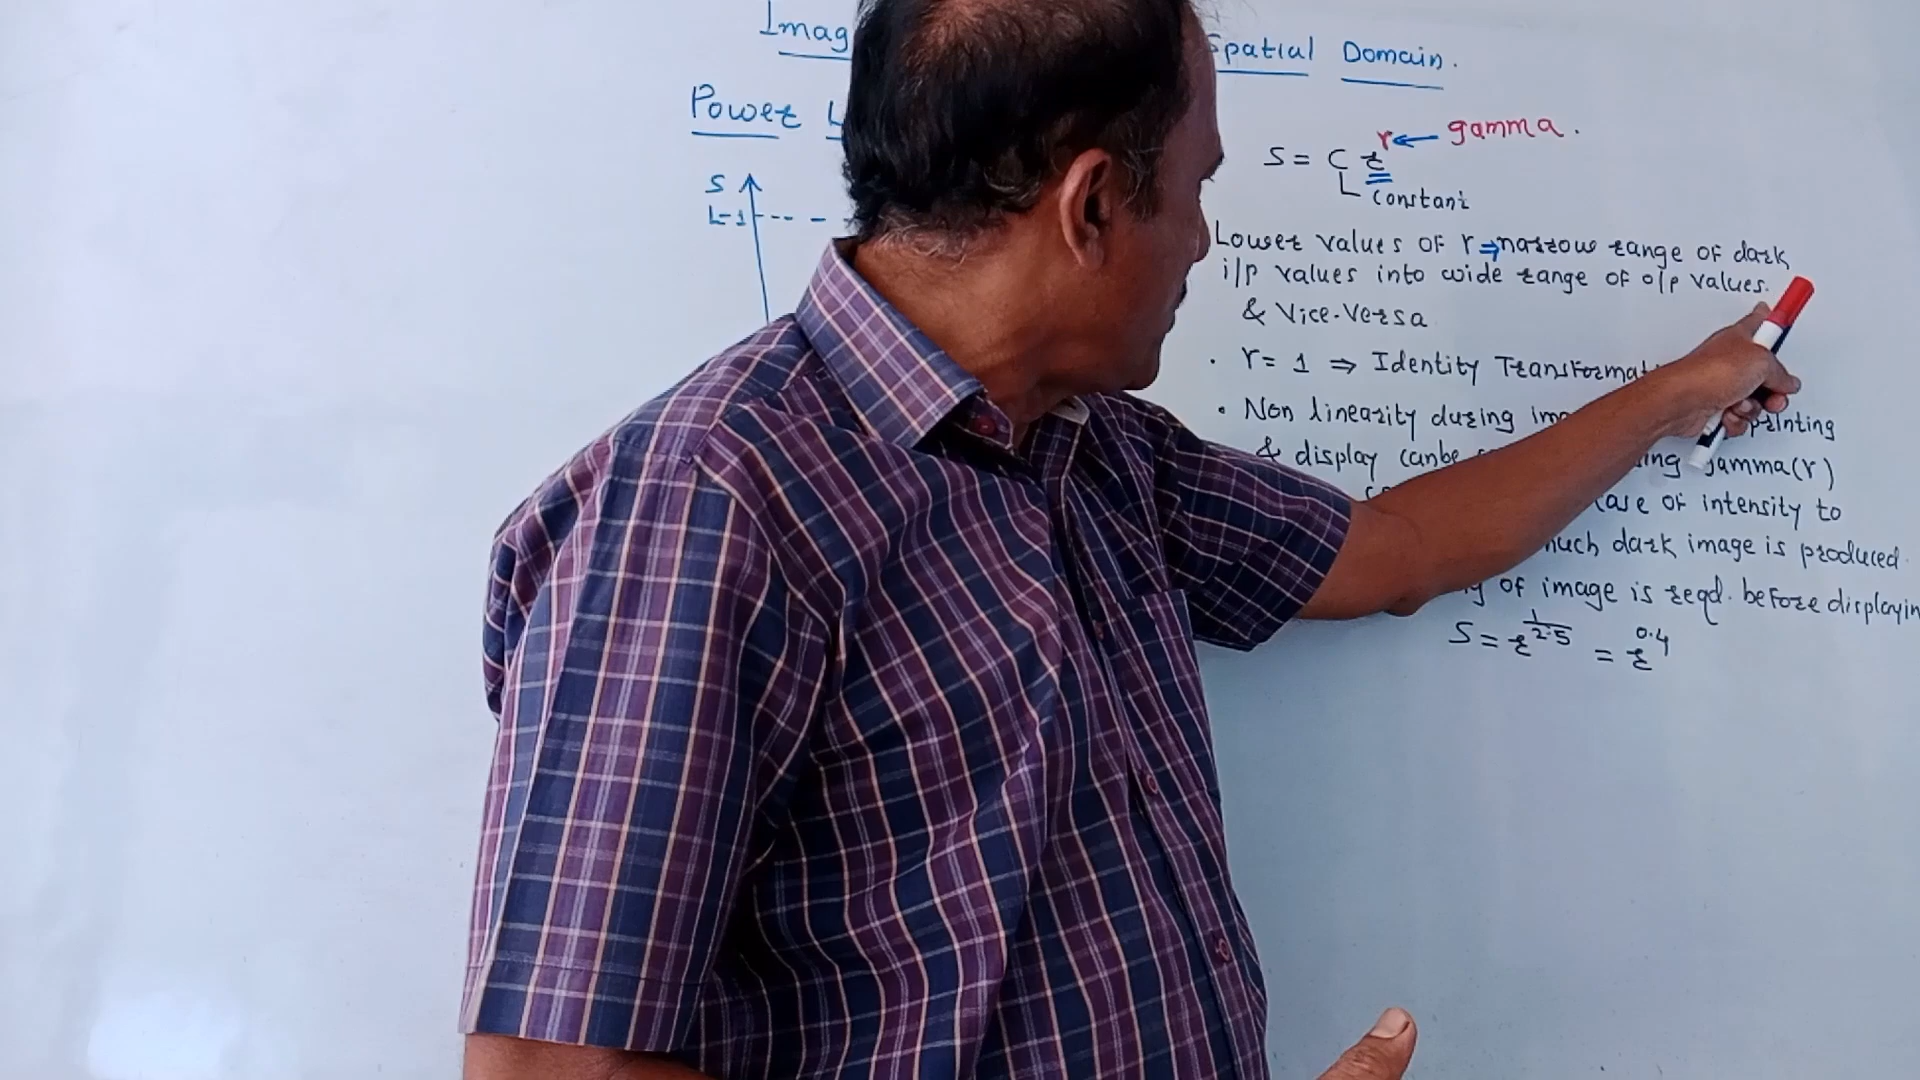 Imag Spatial Domain.
Power L
S
L-1
S = C r^γ ← gamma.
Constant
Lower values of γ ⇒ narrow range of dark
i/p values into wide range of o/p values.
& Vice-Versa
• γ = 1 ⇒ Identity Transformat
• Non linearity during ima printing
& display canbe ing gamma(γ)
ase of intensity to
much dark image is produced.
of image is reqd. before displayin
S = r^1/2.5 = r^0.4